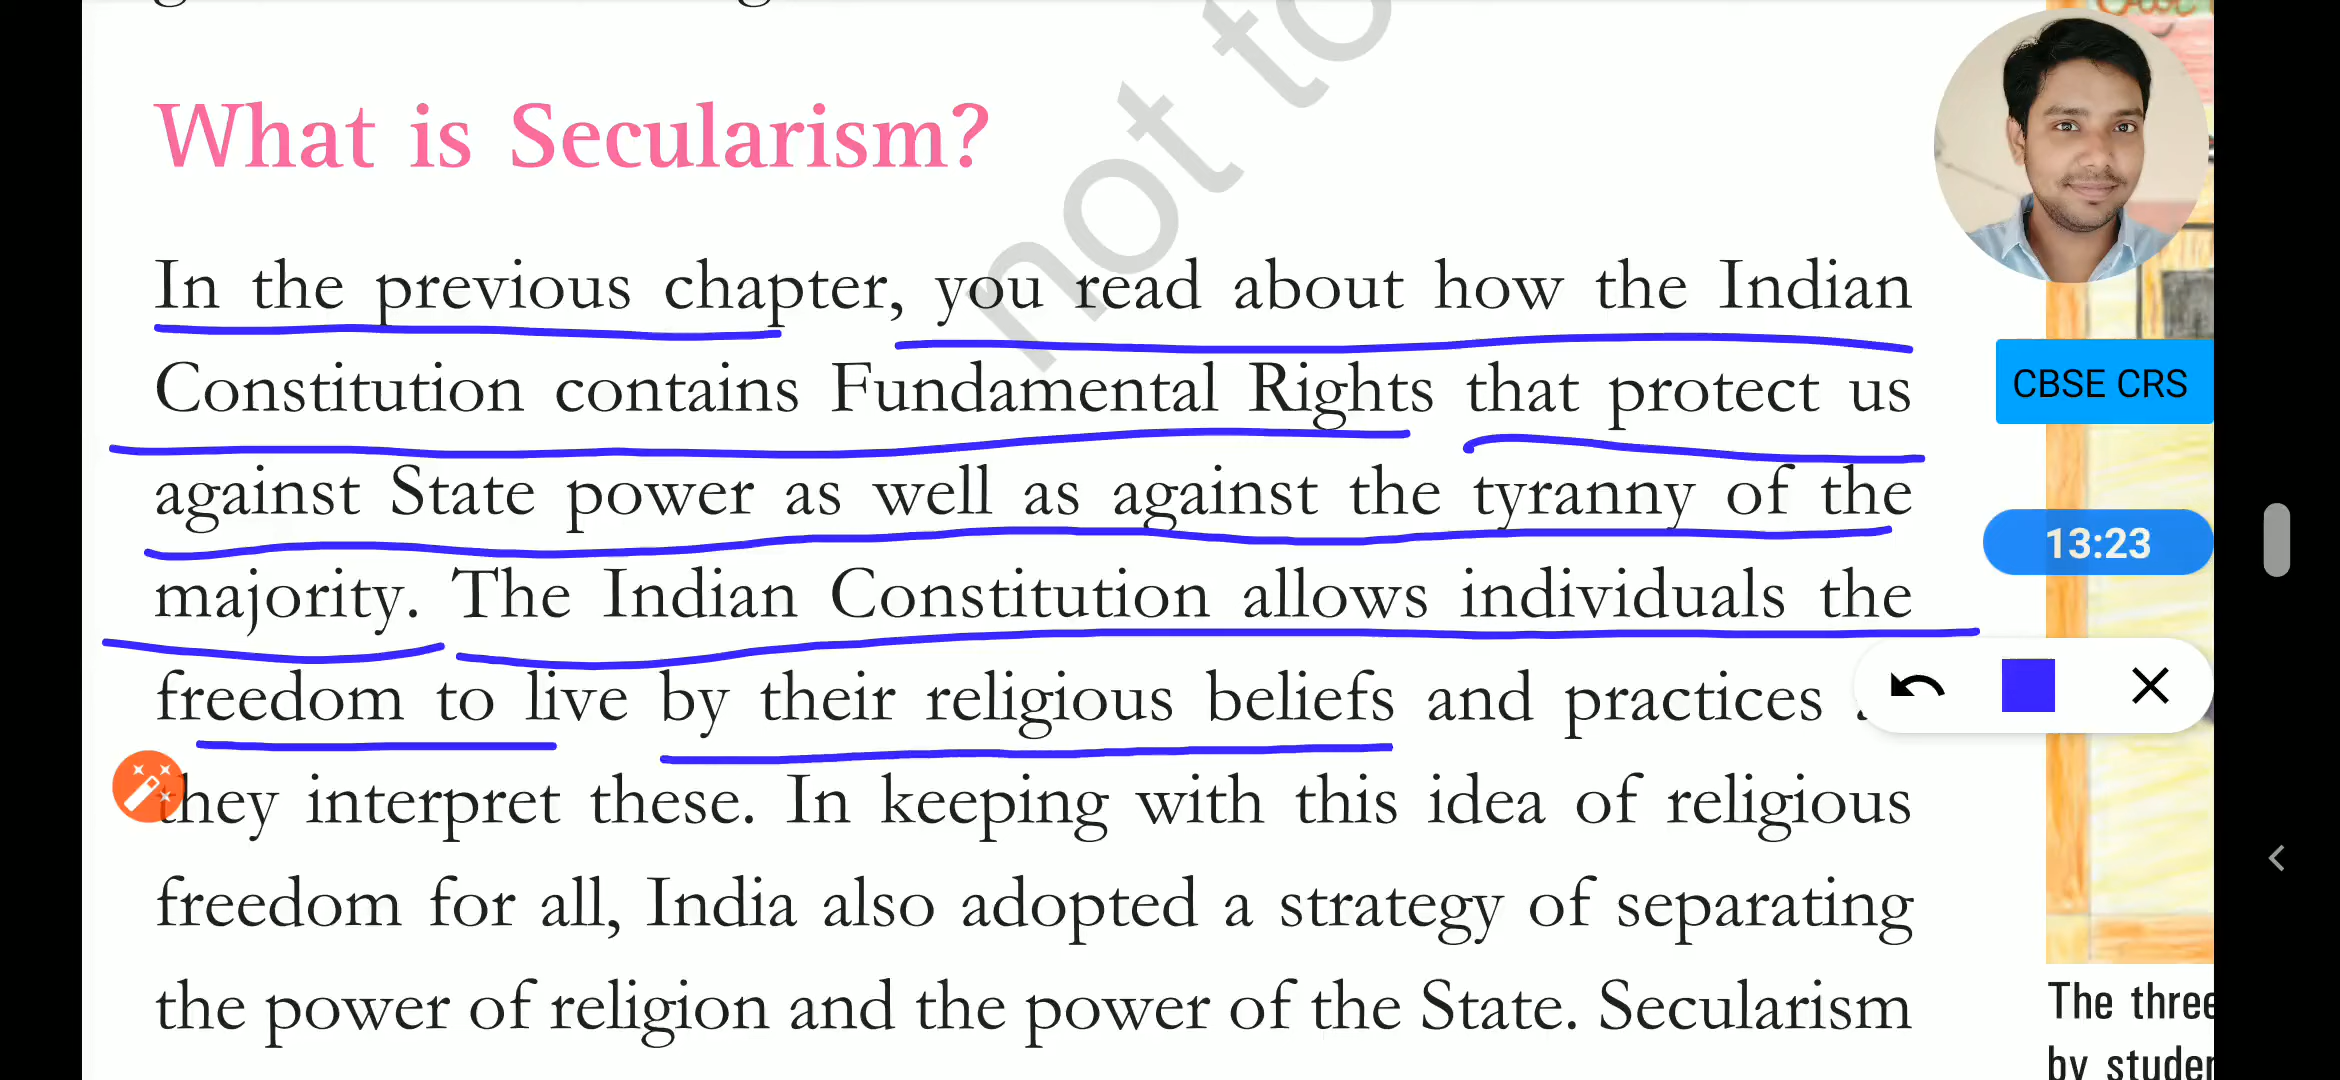 What is Secularism?
In the previous chapter, you read about how the Indian
Constitution contains Fundamental Rights that protect us
against State power as well as against the tyranny of the
majority. The Indian Constitution allows individuals the
freedom to live by their religious beliefs and practices
they interpret these. In keeping with this idea of religious
freedom for all, India also adopted a strategy of separating
the power of religion and the power of the State. Secularism
not to
CBSE CRS
13:23
The three
by